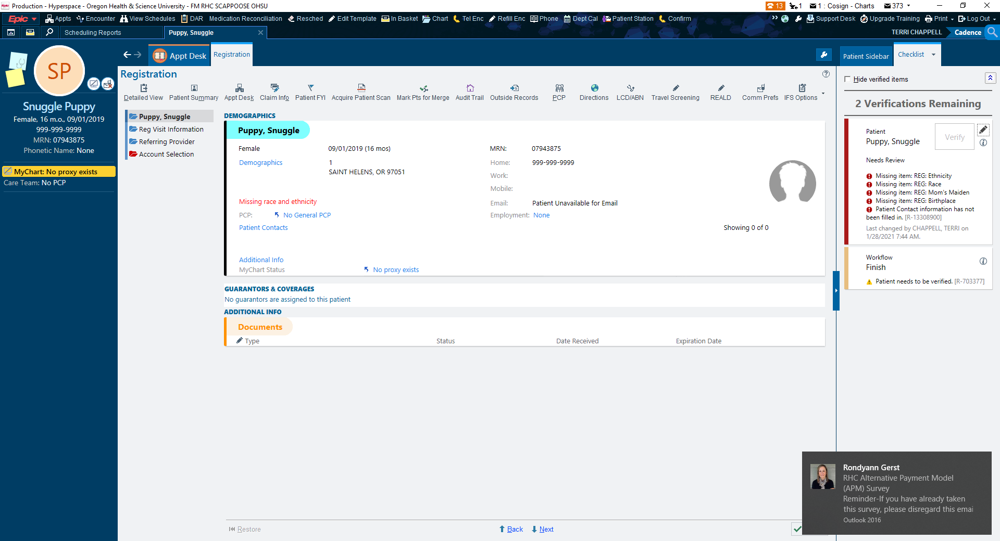 Production - Hyperspace - Oregon Health & Science University - FM RHC SCAPPOOSE OHSU
13 1 1 : Cosign - Charts 373
Epic Appts Encounter View Schedules DAR Medication Reconciliation Resched Edit Template In Basket Chart Tel Enc Refill Enc Phone Dept Cal Patient Station Confirm
Support Desk Upgrade Training Print Log Out
Scheduling Reports
Puppy, Snuggle
TERRI CHAPPELL
Cadence
SP
Snuggle Puppy
Female, 16 m.o., 09/01/2019
999-999-9999
MRN: 07943875
Phonetic Name: None
MyChart: No proxy exists
Care Team: No PCP
Appt Desk
Registration
Registration
Detailed View Patient Summary Appt Desk Claim Info Patient FYI Acquire Patient Scan Mark Pts for Merge Audit Trail Outside Records PCP Directions LCD/ABN Travel Screening REALD Comm Prefs IFS Options
Puppy, Snuggle
Reg Visit Information
Referring Provider
Account Selection
DEMOGRAPHICS
Puppy, Snuggle
Female 09/01/2019 (16 mos) MRN: 07943875
Demographics 1 Home: 999-999-9999
SAINT HELENS, OR 97051
Work:
Mobile:
Missing race and ethnicity Email: Patient Unavailable for Email
PCP: No General PCP Employment: None
Patient Contacts Showing 0 of 0
Additional Info
MyChart Status No proxy exists
GUARANTORS & COVERAGES
No guarantors are assigned to this patient
ADDITIONAL INFO
Documents
Type Status Date Received Expiration Date
Restore Back Next
Patient Sidebar
Checklist
Hide verified items
2 Verifications Remaining
Patient
Puppy, Snuggle
Verify
Needs Review
Missing item: REG: Ethnicity
Missing item: REG: Race
Missing item: REG: Mom's Maiden
Missing item: REG: Birthplace
Patient Contact information has not
been filled in. [R-13308900]
Last changed by CHAPPELL, TERRI on
1/28/2021 7:44 AM.
Workflow
Finish
Patient needs to be verified. [R-703377]
Rondyann Gerst
RHC Alternative Payment Model
(APM) Survey
Reminder-If you have already taken
this survey, please disregard this emai
Outlook 2016